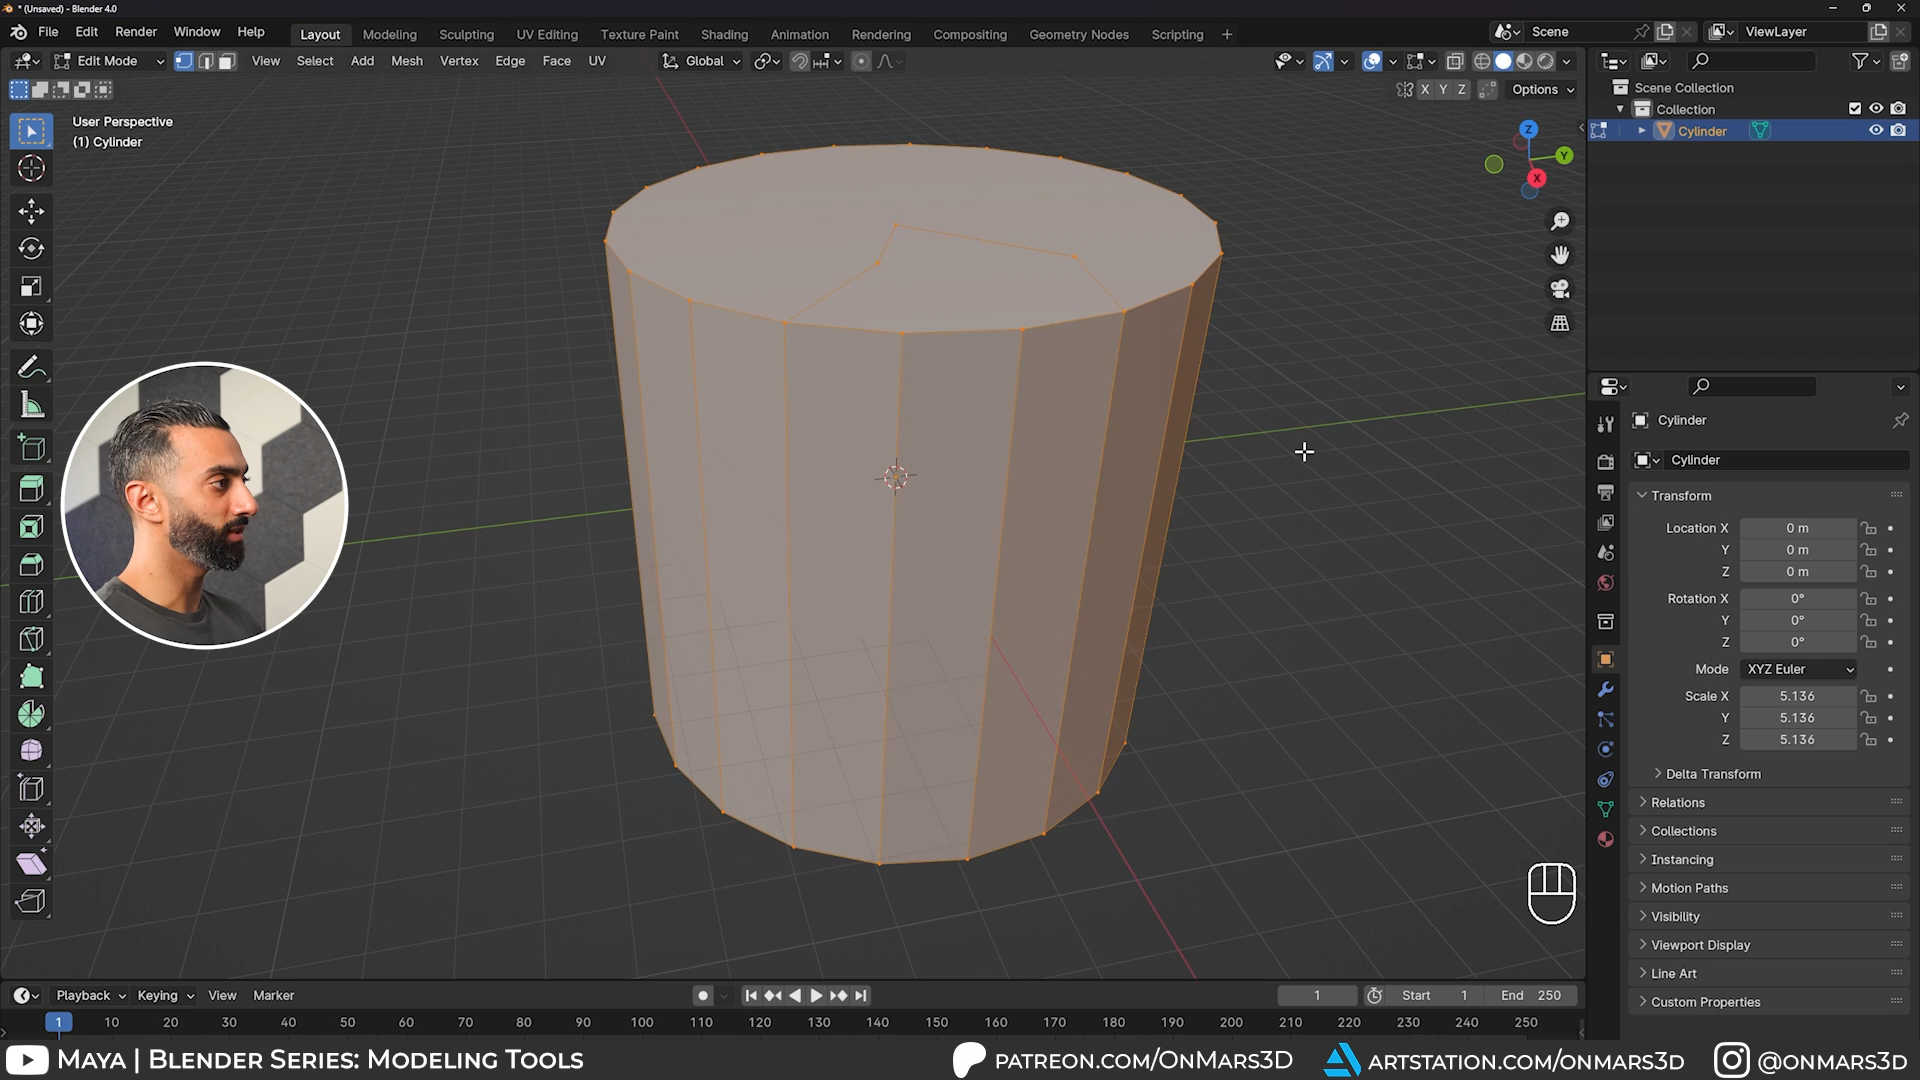 * (Unsaved) - Blender 4.0
File Edit Render Window Help Layout Modeling Sculpting UV Editing Texture Paint Shading Animation Rendering Compositing Geometry Nodes Scripting + Scene ViewLayer
Edit Mode View Select Add Mesh Vertex Edge Face UV Global
X Y Z Options
User Perspective
(1) Cylinder
Z
Y
X
Scene Collection
Collection
Cylinder
Cylinder
Cylinder
Transform
Location X 0 m
Y 0 m
Z 0 m
Rotation X 0°
Y 0°
Z 0°
Mode XYZ Euler
Scale X 5.136
Y 5.136
Z 5.136
Delta Transform
Relations
Collections
Instancing
Motion Paths
Visibility
Viewport Display
Line Art
Custom Properties
Playback Keying View Marker 1 Start 1 End 250
1 10 20 30 40 50 60 70 80 90 100 110 120 130 140 150 160 170 180 190 200 210 220 230 240 250
MAYA | BLENDER SERIES: MODELING TOOLS PATREON.COM/ONMARS3D ARTSTATION.COM/ONMARS3D @ONMARS3D